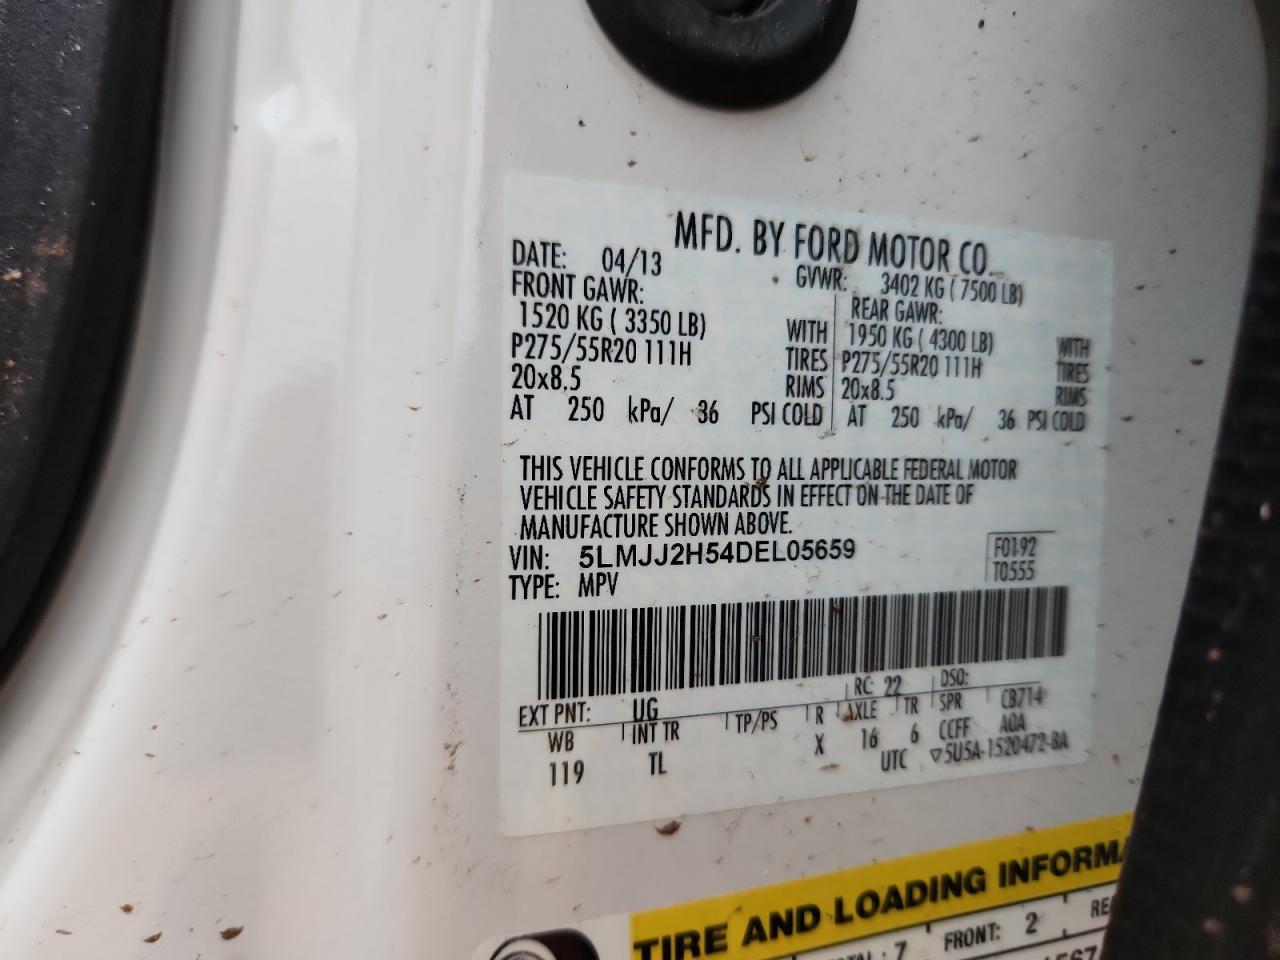 MFD. BY FORD MOTOR CO.
DATE: 04/13 GVWR: 3402 KG ( 7500 LB)
FRONT GAWR: REAR GAWR:
1520 KG ( 3350 LB) WITH 1950 KG ( 4300 LB) WITH
P275/55R20 111H TIRES P275/55R20 111H TIRES
20x8.5 RIMS 20x8.5 RIMS
AT 250 kPa/ 36 PSI COLD AT 250 kPa/ 36 PSI COLD
THIS VEHICLE CONFORMS TO ALL APPLICABLE FEDERAL MOTOR
VEHICLE SAFETY STANDARDS IN EFFECT ON THE DATE OF
MANUFACTURE SHOWN ABOVE.
VIN: 5LMJJ2H54DEL05659 F0192
TYPE: MPV T0555
EXT PNT: UG RC: 22 DSO:
WB INT TR TP/PS R AXLE TR SPR CB714
119 TL X 16 6 CCFF AQA
UTC ▽5U5A-1520472-BA
TIRE AND LOADING INFORMA
7 FRONT: 2 RE